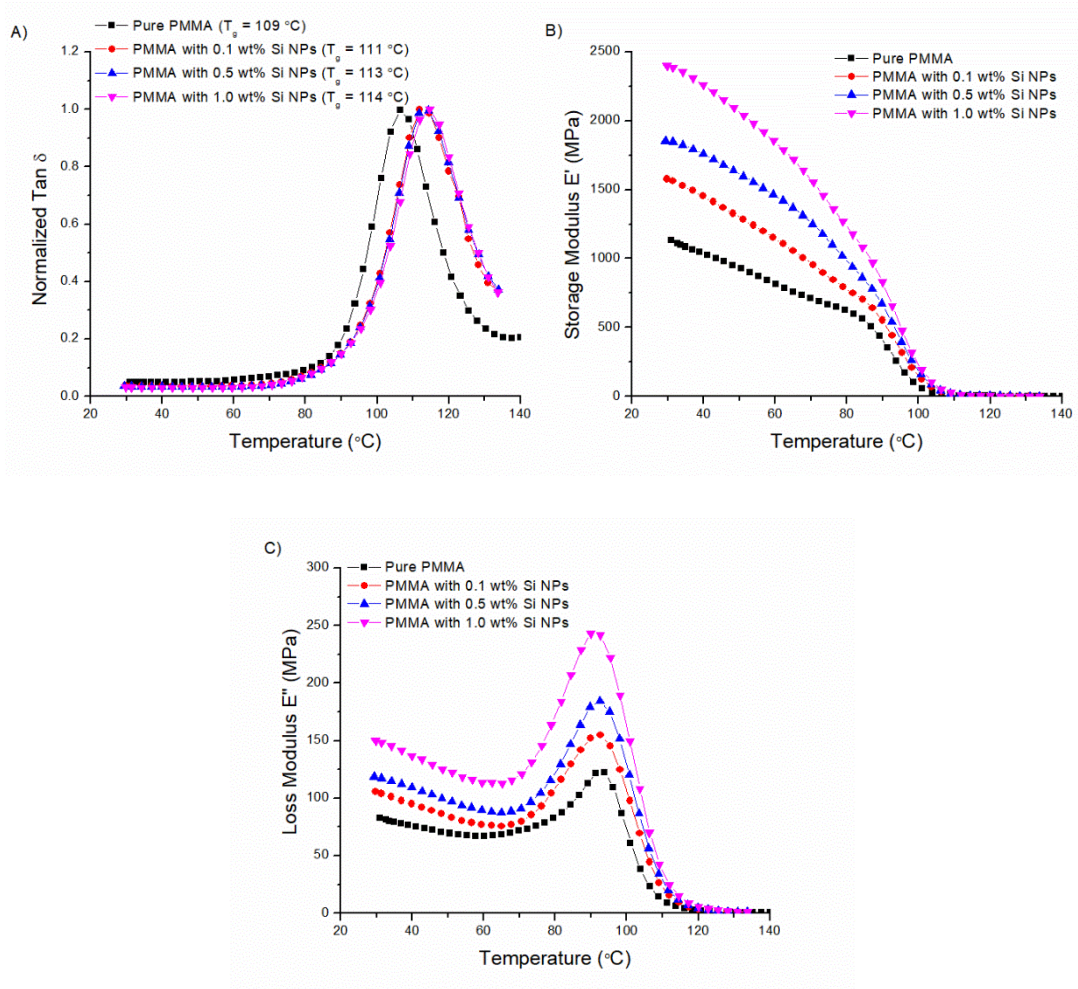 A)
Pure PMMA (Tg = 109 °C)
PMMA with 0.1 wt% Si NPs (Tg = 111 °C)
PMMA with 0.5 wt% Si NPs (Tg = 113 °C)
PMMA with 1.0 wt% Si NPs (Tg = 114 °C)
1.2
1.0
0.8
0.6
0.4
0.2
0.0
Normalized Tan δ
20 40 60 80 100 120 140
Temperature (°C)
B)
Pure PMMA
PMMA with 0.1 wt% Si NPs
PMMA with 0.5 wt% Si NPs
PMMA with 1.0 wt% Si NPs
2500
2000
1500
1000
500
0
Storage Modulus E' (MPa)
20 40 60 80 100 120 140
Temperature (°C)
C)
Pure PMMA
PMMA with 0.1 wt% Si NPs
PMMA with 0.5 wt% Si NPs
PMMA with 1.0 wt% Si NPs
300
250
200
150
100
50
0
Loss Modulus E" (MPa)
20 40 60 80 100 120 140
Temperature (°C)